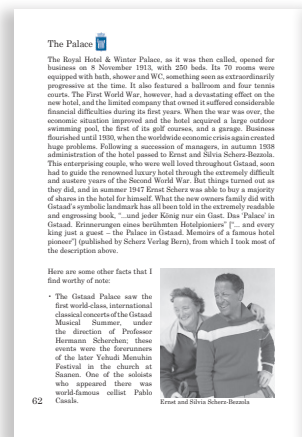 The Palace
The Royal Hotel & Winter Palace, as it was then called, opened for
business on 8 November 1913, with 250 beds. Its 70 rooms were
equipped with bath, shower and WC, something seen as extraordinarily
progressive at the time. It also featured a ballroom and four tennis
courts. The First World War, however, had a devastating effect on the
new hotel, and the limited company that owned it suffered considerable
financial difficulties during its first years. When the war was over, the
economic situation improved and the hotel acquired a large outdoor
swimming pool, the first of its golf courses, and a garage. Business
flourished until 1930, when the worldwide economic crisis again created
huge problems. Following a succession of managers, in autumn 1938
administration of the hotel passed to Ernst and Silvia Scherz-Bezzola.
This enterprising couple, who were well loved throughout Gstaad, soon
had to guide the renowned luxury hotel through the extremely difficult
and austere years of the Second World War. But things turned out as
they did, and in summer 1947 Ernst Scherz was able to buy a majority
of shares in the hotel for himself. What the new owners family did with
Gstaad's symbolic landmark has all been told in the extremely readable
and engrossing book, "...und jeder König nur ein Gast. Das 'Palace' in
Gstaad. Erinnerungen eines berühmten Hotelpioniers" ["... and every
king just a guest – the Palace in Gstaad. Memoirs of a famous hotel
pioneer"] (published by Scherz Verlag Bern), from which I took most of
the description above.
Here are some other facts that I
find worthy of note:
• The Gstaad Palace saw the
first world-class, international
classical concerts of the Gstaad
Musical Summer, under
the direction of Professor
Hermann Scherchen; these
events were the forerunners
of the later Yehudi Menuhin
Festival in the church at
Saanen. One of the soloists
who appeared there was
world-famous cellist Pablo
Casals.
Ernst and Silvia Scherz-Bezzola
62